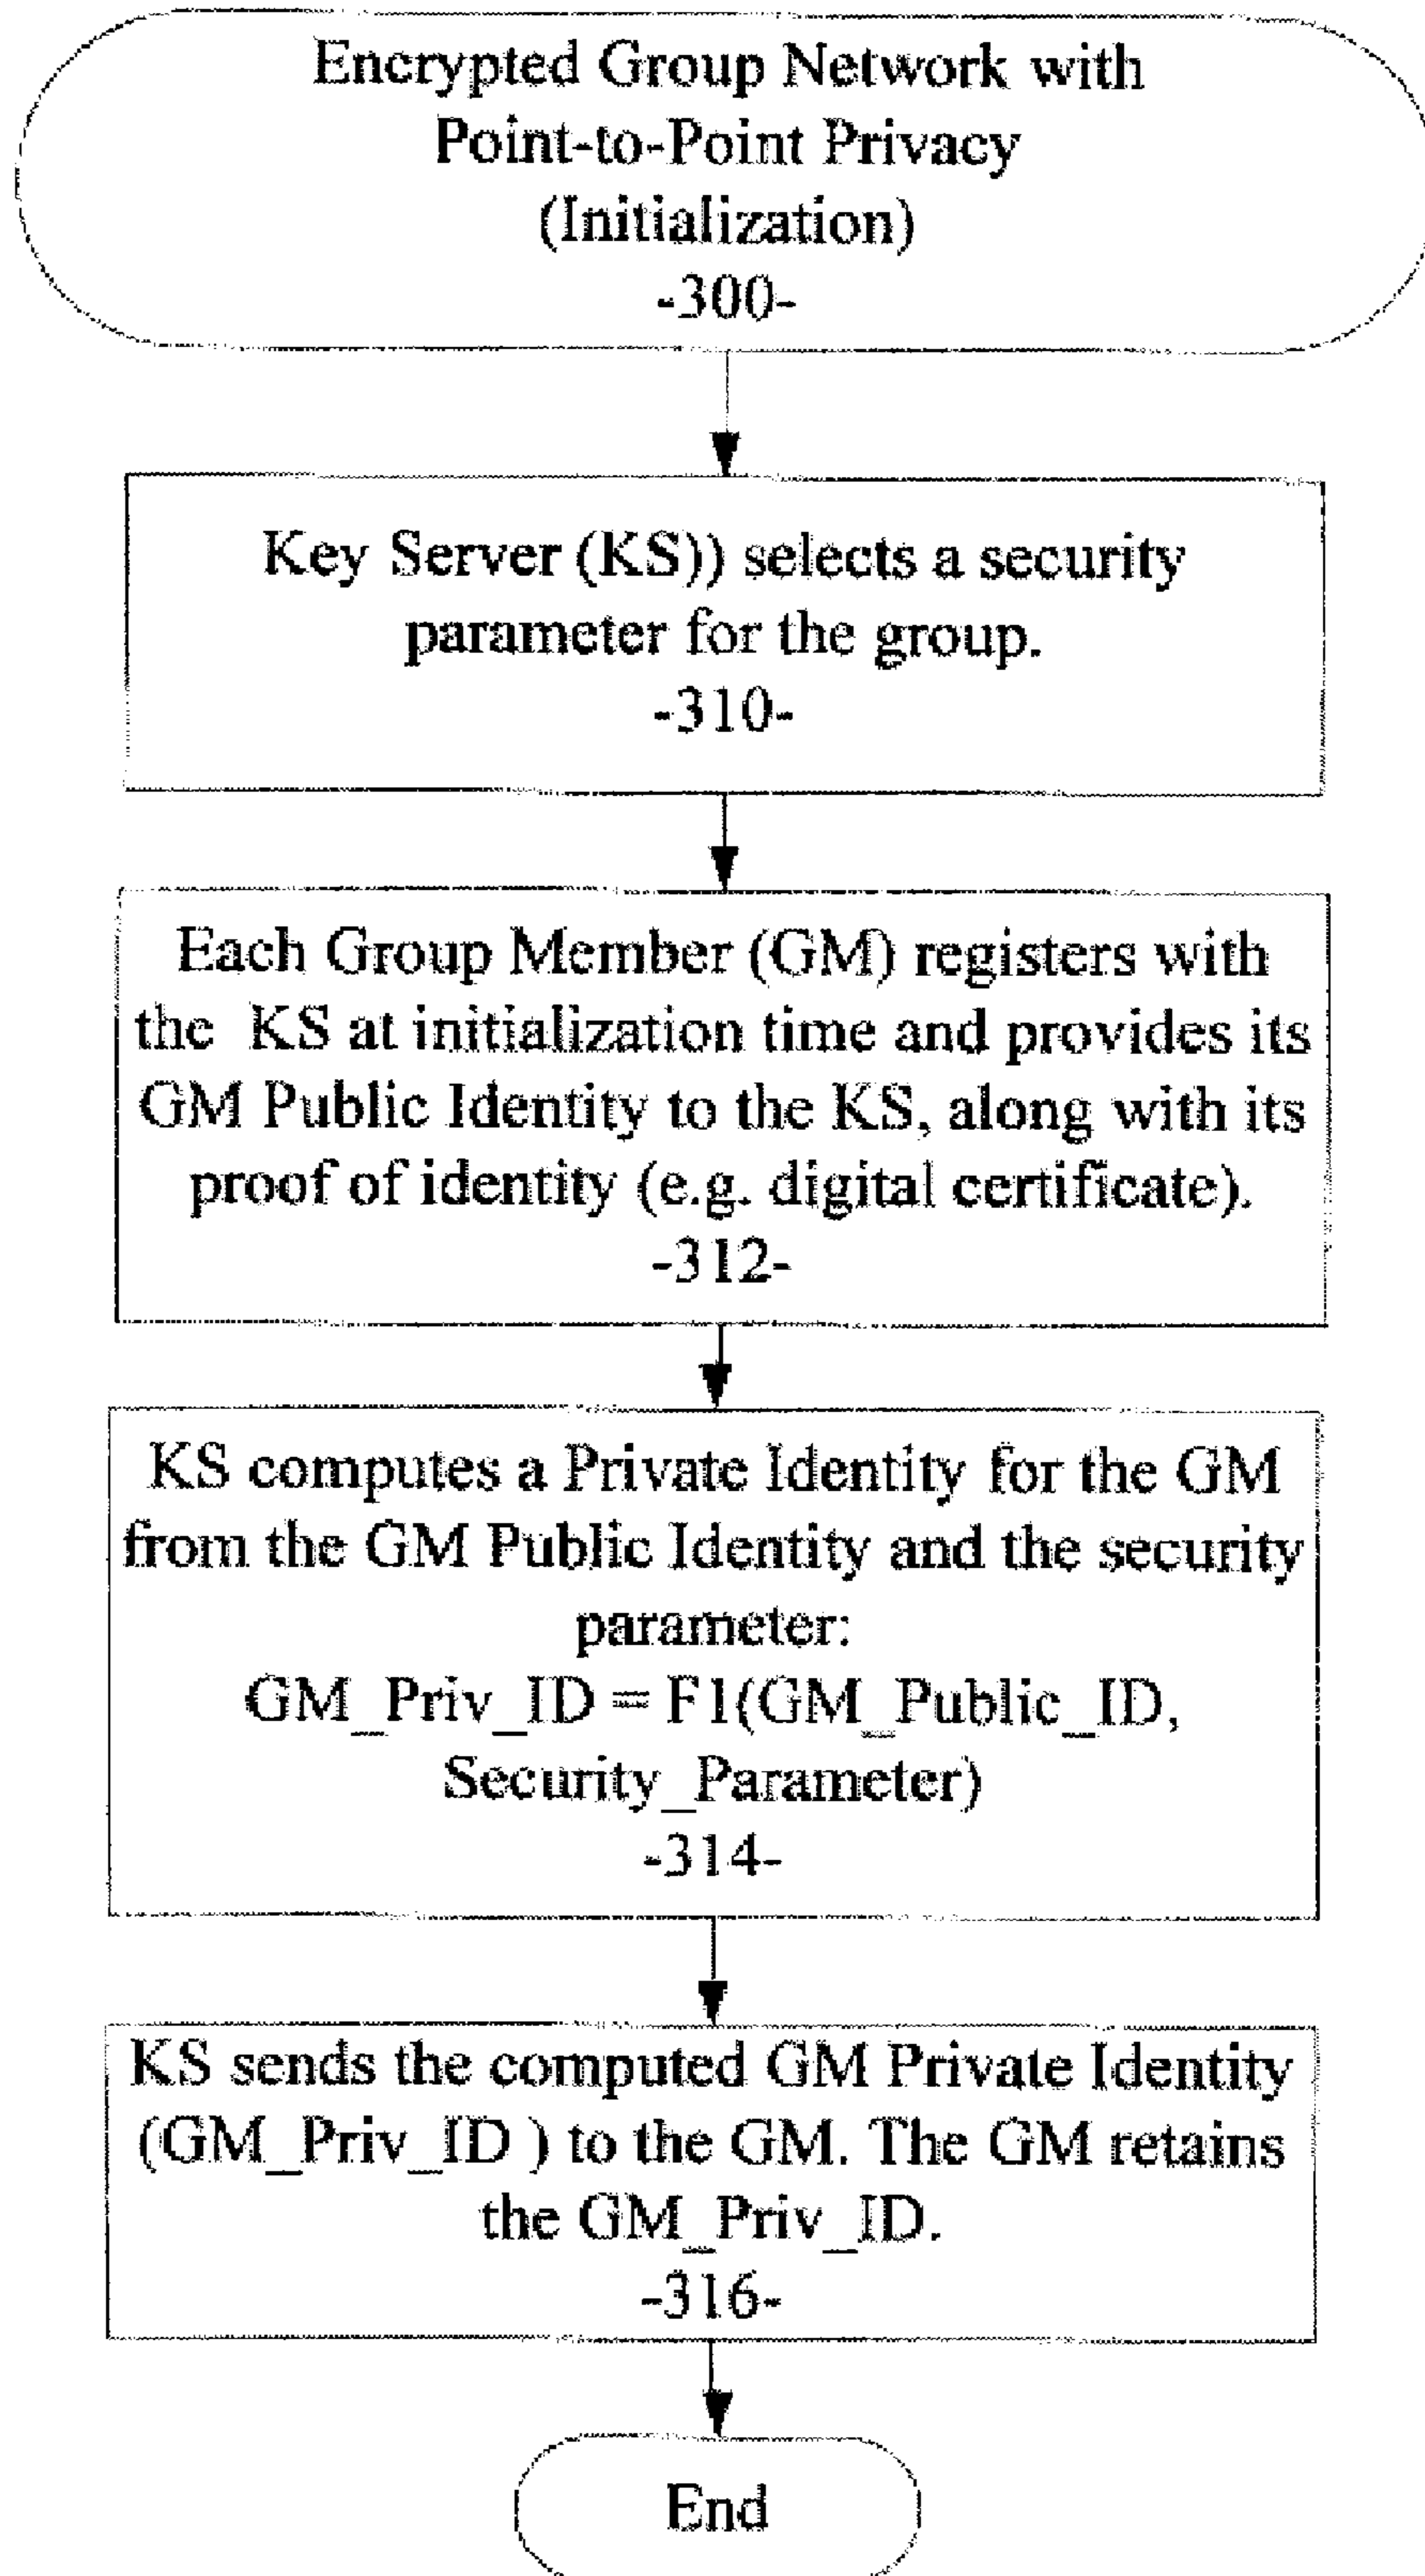 Encrypted Group Network with
Point-to-Point Privacy
(Initialization)
-300-
Key Server (KS)) selects a security
parameter for the group.
-310-
Each Group Member (GM) registers with
the KS at initialization time and provides its
GM Public Identity to the KS, along with its
proof of identity (e.g. digital certificate).
-312-
KS computes a Private Identity for the GM
from the GM Public Identity and the security
parameter:
GM_Priv_ID = F1(GM_Public_ID,
Security_Parameter)
-314-
KS sends the computed GM Private Identity
(GM_Priv_ID ) to the GM. The GM retains
the GM_Priv_ID.
-316-
End